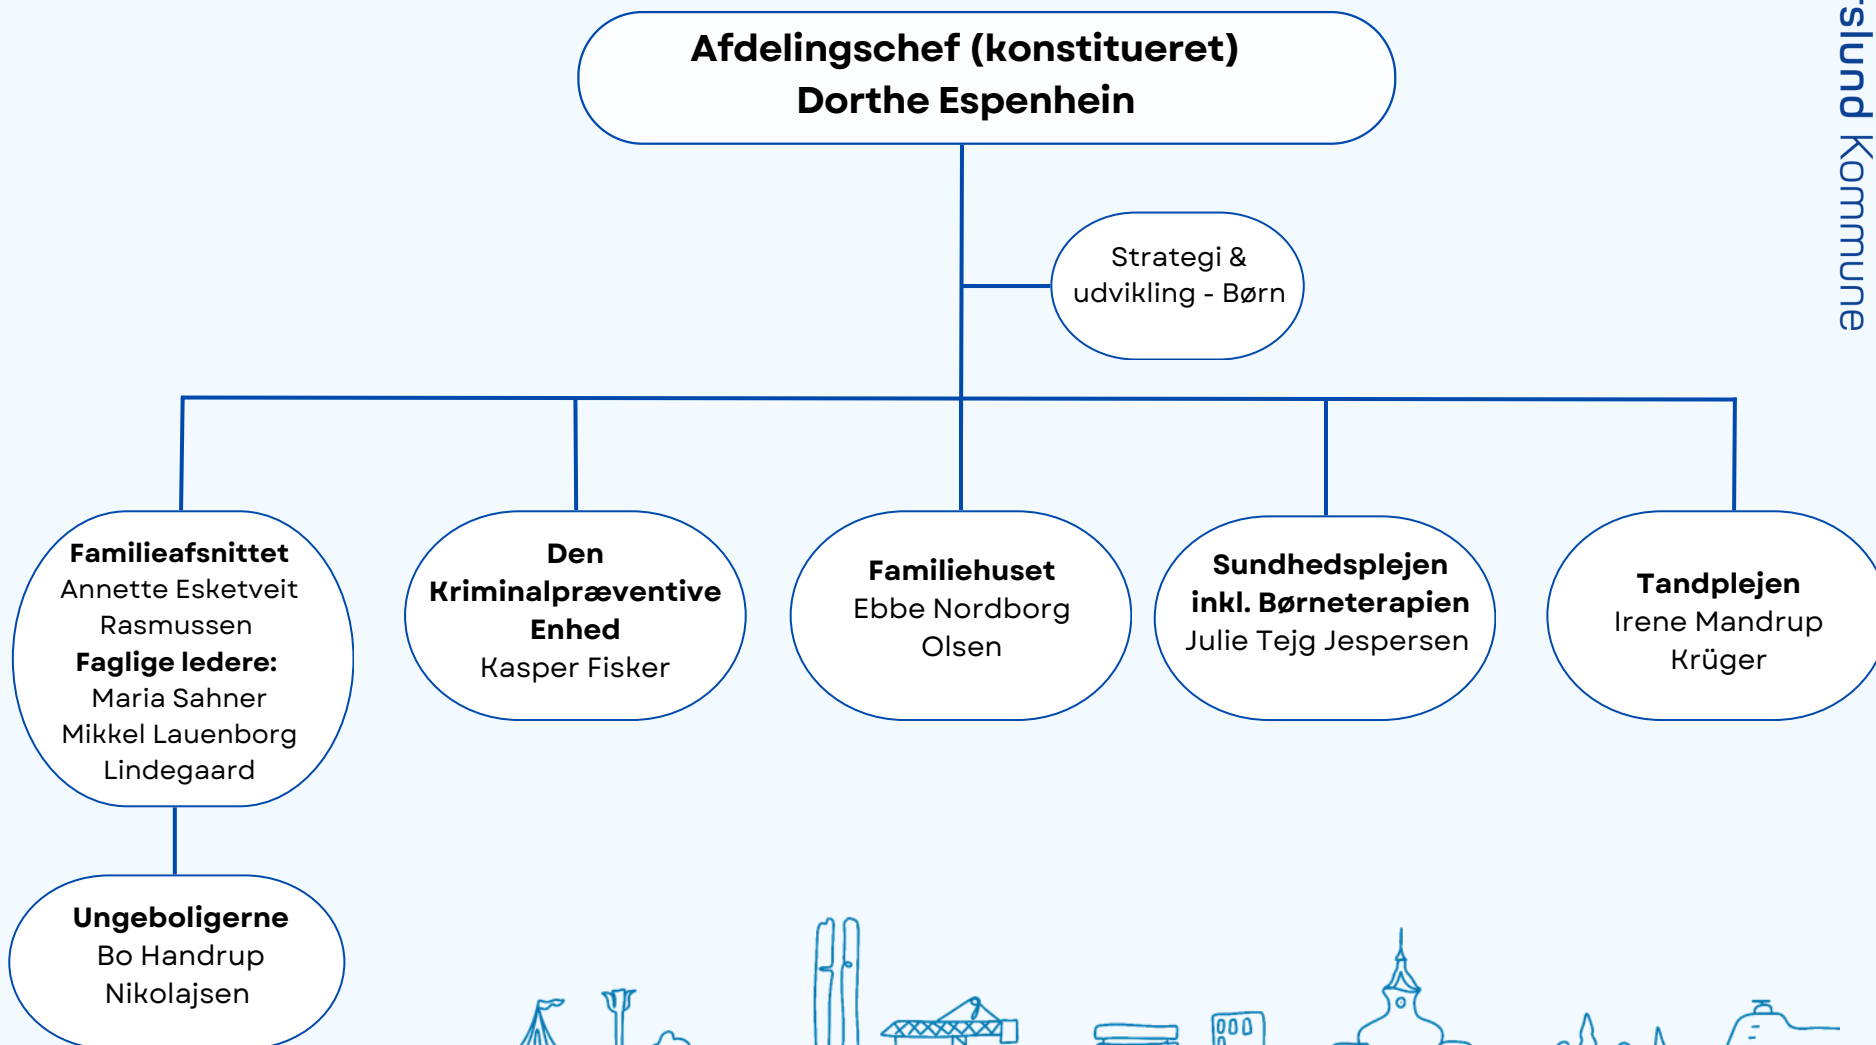 Afdelingschef (konstitueret)
Dorthe Espenhein
Kommune
Strategi &
udvikling - Børn
Familieafsnittet
Annette Esketveit
Rasmussen
Faglige ledere:
Maria Sahner
Mikkel Lauenborg
Lindegaard
Den
Kriminalpræventive
Enhed
Kasper Fisker
Familiehuset
Ebbe Nordborg
Olsen
Sundhedsplejen
inkl. Børneterapien
Julie Tejg Jespersen
Tandplejen
Irene Mandrup
Krüger
Ungeboligerne
Bo Handrup
Nikolajsen